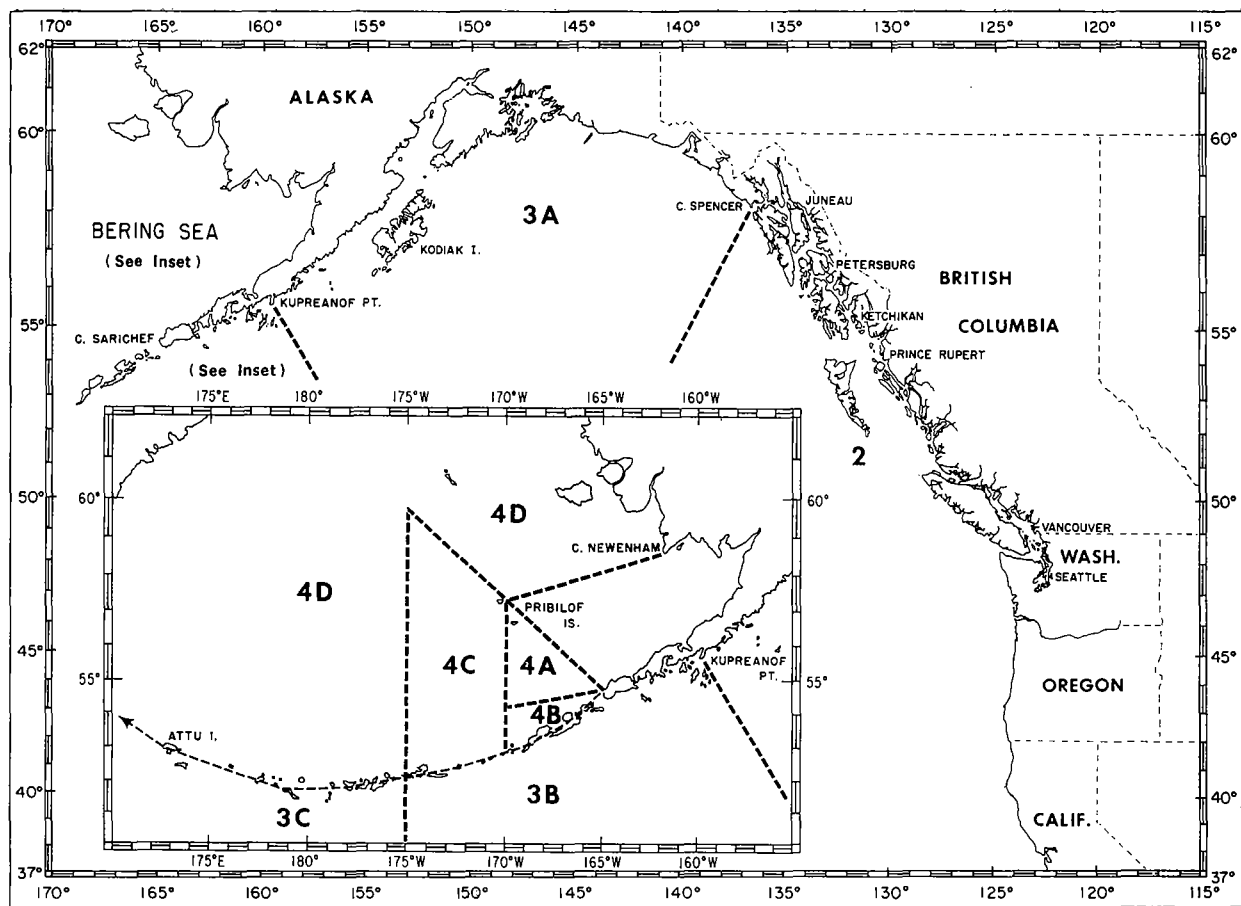 170° 165° 160° 155° 150° 145° 140° 135° 130° 125° 120° 115°
62° 62°
ALASKA
60° 60°
C. SPENCER
JUNEAU
3A
BERING SEA
(See Inset)
KODIAK I.
PETERSBURG
BRITISH
COLUMBIA
KUPREANOF PT.
KETCHIKAN
55° 55°
C. SARICHEF
PRINCE RUPERT
(See Inset)
175°E 180° 175°W 170°W 165°W 160°W
2
60° 60°
50° 50°
4D
C. NEWENHAM
VANCOUVER
WASH.
SEATTLE
4D
PRIBILOF
IS.
4C
4A
KUPREANOF
PT.
45° 45°
55° 55°
OREGON
4B
ATTU I.
3B
3C
40° 40°
CALIF.
175°E 180° 175°W 170°W 165°W 160°W
37° 37°
170° 165° 160° 155° 150° 145° 140° 135° 130° 125° 120° 115°